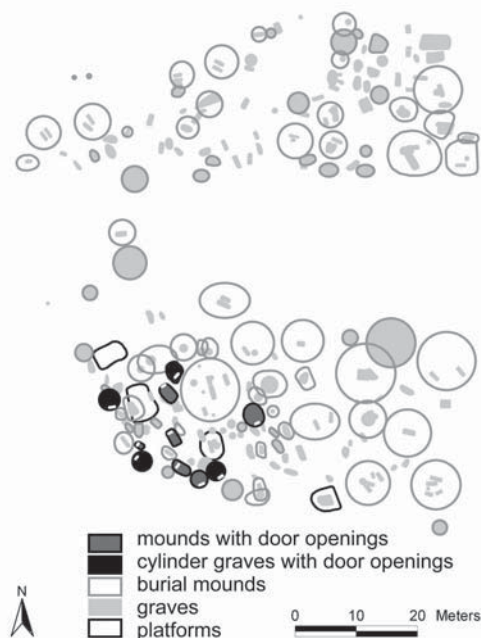 mounds with door openings
cylinder graves with door openings
burial mounds
graves
platforms
N
0 10 20 Meters